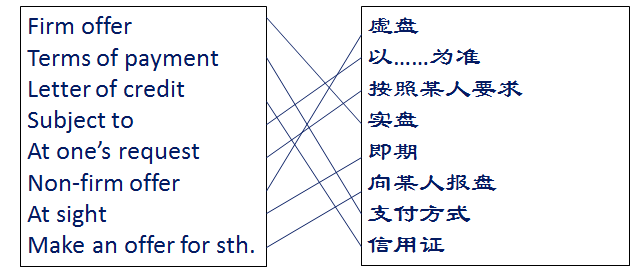 Firm offer
Terms of payment
Letter of credit
Subject to
At one's request
Non-firm offer
At sight
Make an offer for sth.
虚盘
以……为准
按照某人要求
实盘
即期
向某人报盘
支付方式
信用证